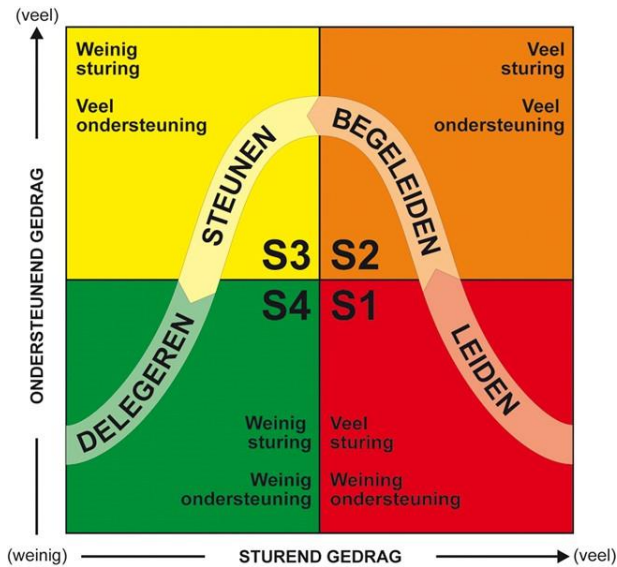 (veel)
Weinig
sturing
Veel
ondersteuning
Veel
sturing
Veel
ondersteuning
STEUNEN
BEGELEIDEN
ONDERSTEUNEND GEDRAG
S3
S2
S4
S1
DELEGEREN
LEIDEN
Weinig
sturing
Weinig
ondersteuning
Veel
sturing
Weining
ondersteuning
(weinig)
STUREND GEDRAG
(veel)